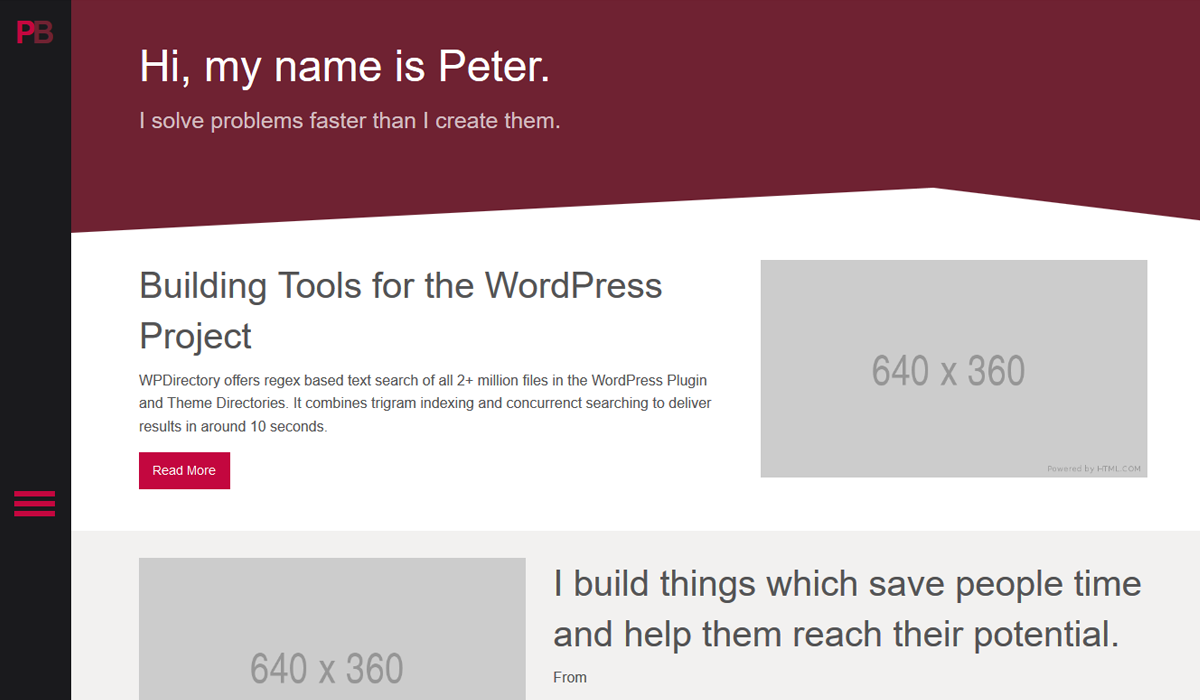 PB
Hi, my name is Peter.
I solve problems faster than I create them.
Building Tools for the WordPress
Project
WPDirectory offers regex based text search of all 2+ million files in the WordPress Plugin
and Theme Directories. It combines trigram indexing and concurrenct searching to deliver
results in around 10 seconds.
Read More
640 x 360
Powered by HTML.COM
640 x 360
I build things which save people time
and help them reach their potential.
From